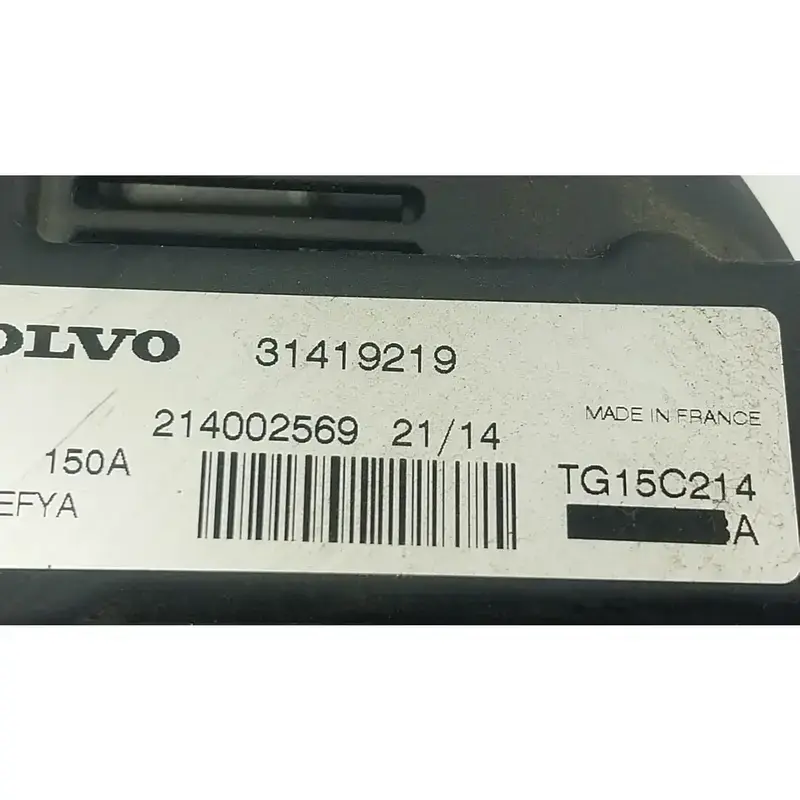 OLVO 31419219
214002569 21/14
MADE IN FRANCE
150A
TG15C214
EFYA